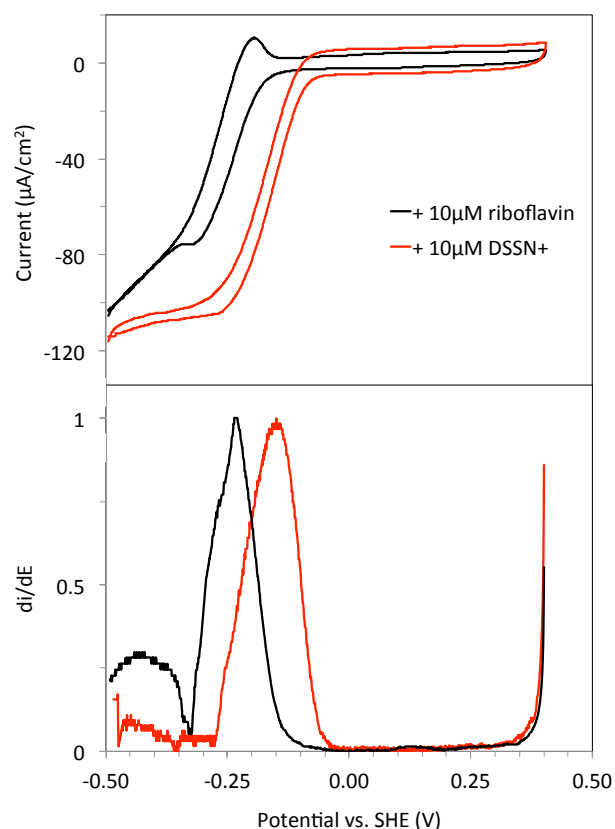 0
-40
-80
-120
Current (µA/cm²)
+ 10µM riboflavin
+ 10µM DSSN+
1
0.5
0
di/dE
-0.50 -0.25 0.00 0.25 0.50
Potential vs. SHE (V)